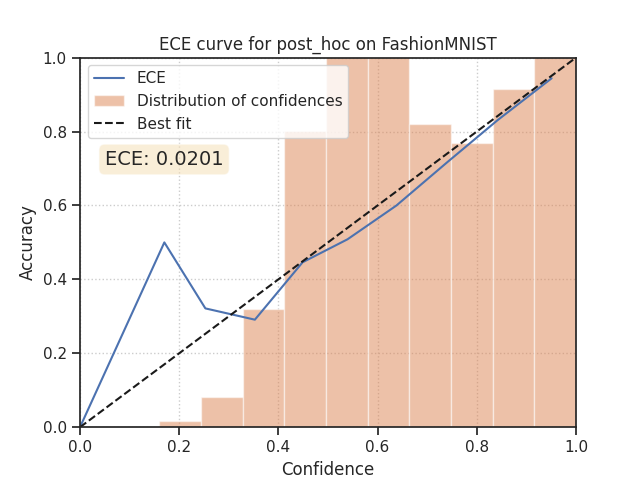 ECE curve for post_hoc on FashionMNIST
1.0
ECE
Distribution of confidences
Best fit
0.8
ECE: 0.0201
0.6
Accuracy
0.4
0.2
0.0
0.0 0.2 0.4 0.6 0.8 1.0
Confidence